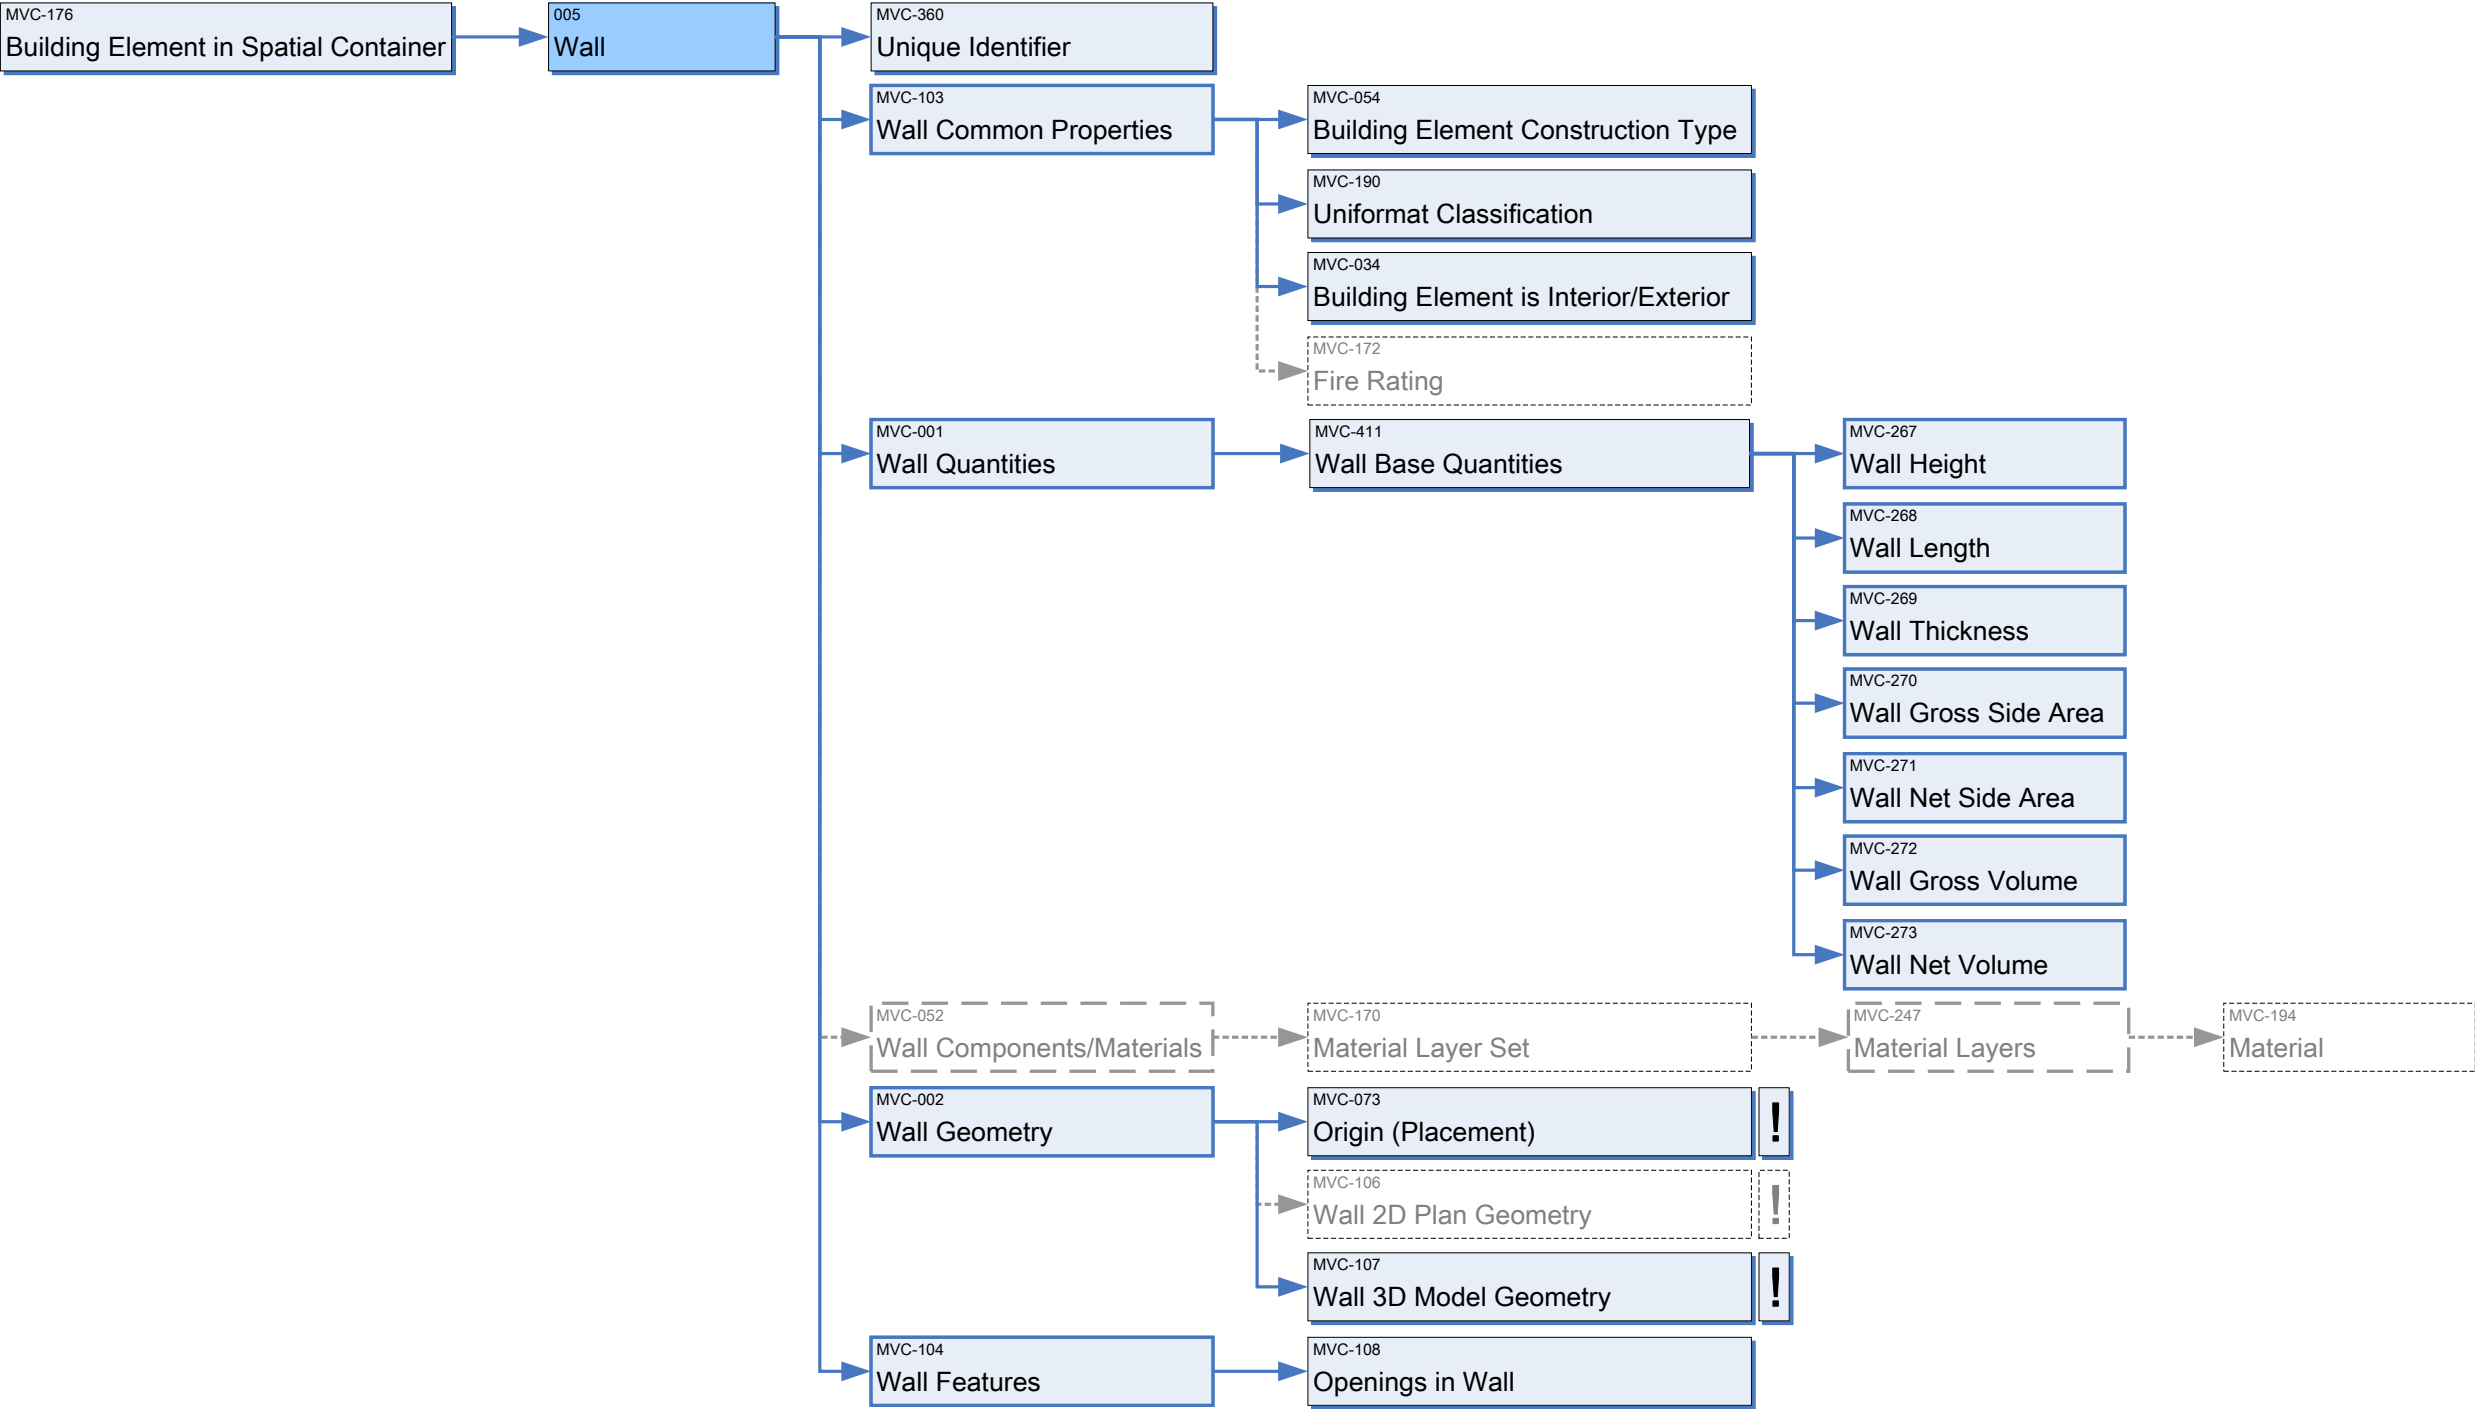 MVC-176
Building Element in Spatial Container
005
Wall
MVC-360
Unique Identifier
MVC-103
Wall Common Properties
MVC-054
Building Element Construction Type
MVC-190
Uniformat Classification
MVC-034
Building Element is Interior/Exterior
MVC-172
Fire Rating
MVC-001
Wall Quantities
MVC-411
Wall Base Quantities
MVC-267
Wall Height
MVC-268
Wall Length
MVC-269
Wall Thickness
MVC-270
Wall Gross Side Area
MVC-271
Wall Net Side Area
MVC-272
Wall Gross Volume
MVC-273
Wall Net Volume
MVC-052
Wall Components/Materials
MVC-170
Material Layer Set
MVC-247
Material Layers
MVC-194
Material
MVC-002
Wall Geometry
MVC-073
Origin (Placement)
!
MVC-106
Wall 2D Plan Geometry
!
MVC-107
Wall 3D Model Geometry
!
MVC-104
Wall Features
MVC-108
Openings in Wall